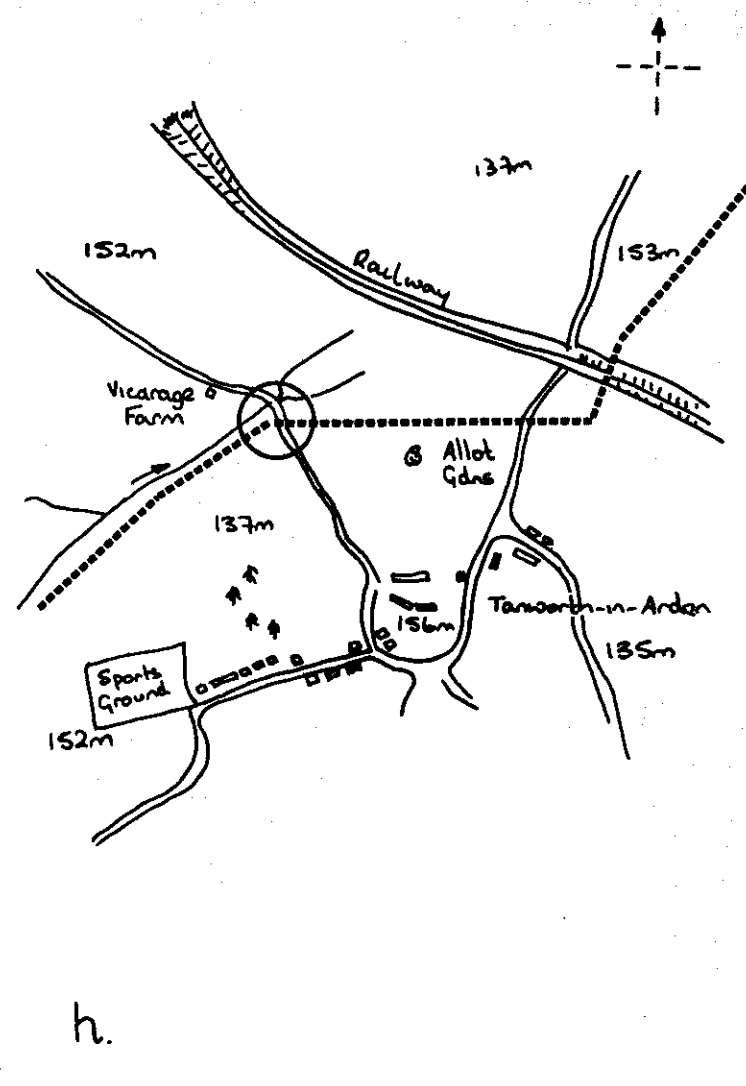 137m
152m
153m
Railway
Vicarage
Farm
Allot
Gdns
137m
Tanworth-in-Arden
156m
135m
Sports
Ground
152m
h.